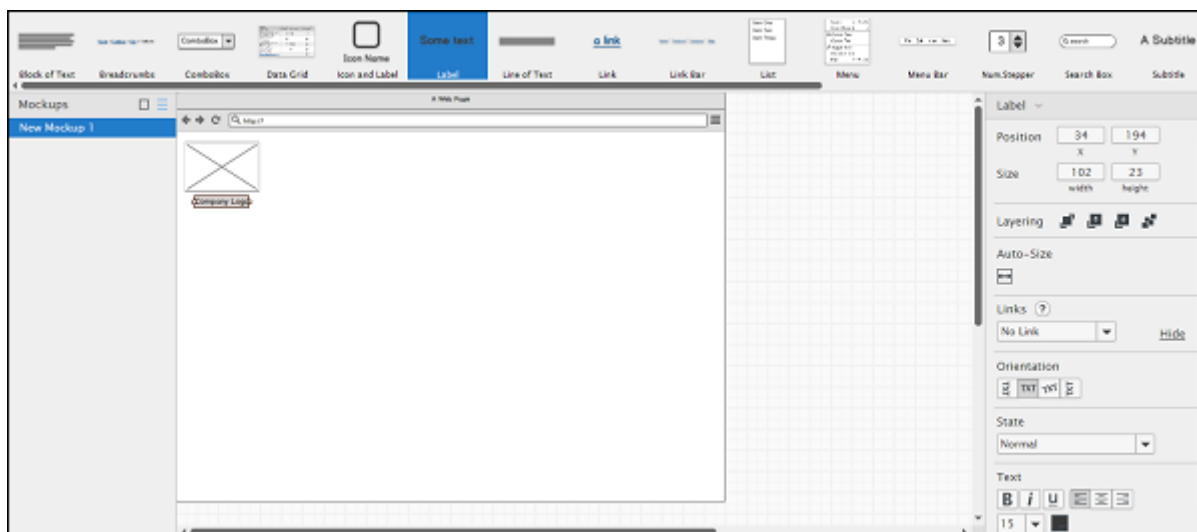 ComboBox
Icon Name
Some text
a link
3
search
A Subtitle
Block of Text
Breadcrumbs
ComboBox
Data Grid
Icon and Label
Label
Line of Text
Link
Link Bar
List
Menu
Menu Bar
Num.Stepper
Search Box
Subtitle
Mockups
New Mockup 1
A Web Page
http://
Company Logo
Label
Position
34
194
X
Y
Size
102
23
width
height
Layering
Auto-Size
Links ?
No Link
Hide
Orientation
TXT TXT TXT TXT
State
Normal
Text
B i U
15